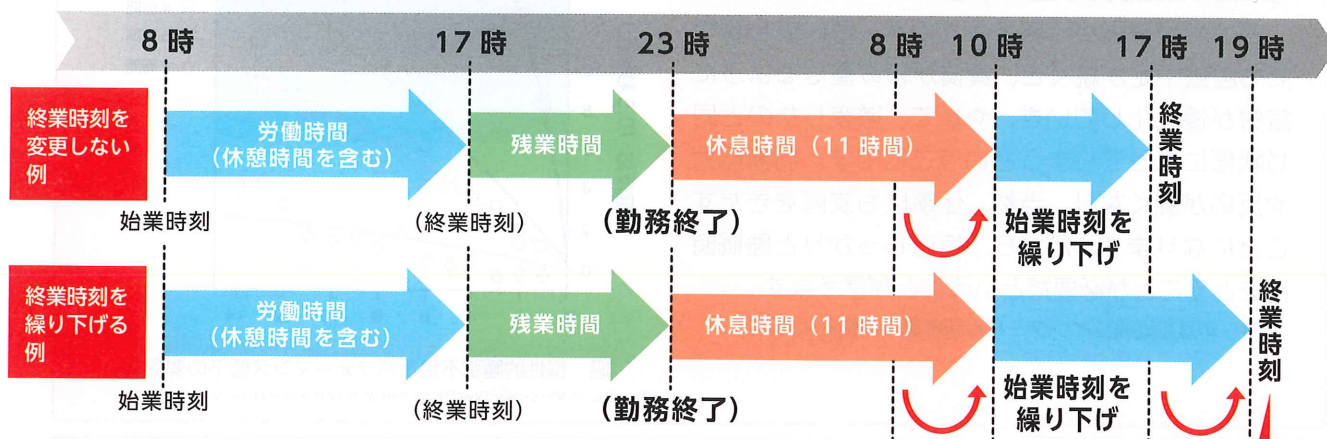 8時 17時 23時 8時 10時 17時 19時
終業時刻を
変更しない
例
労働時間
（休憩時間を含む）
残業時間
休息時間（11時間）
終業時刻
始業時刻
（終業時刻）
（勤務終了）
始業時刻を
繰り下げ
終業時刻を
繰り下げる
例
労働時間
（休憩時間を含む）
残業時間
休息時間（11時間）
終業時刻
始業時刻
（終業時刻）
（勤務終了）
始業時刻を
繰り下げ